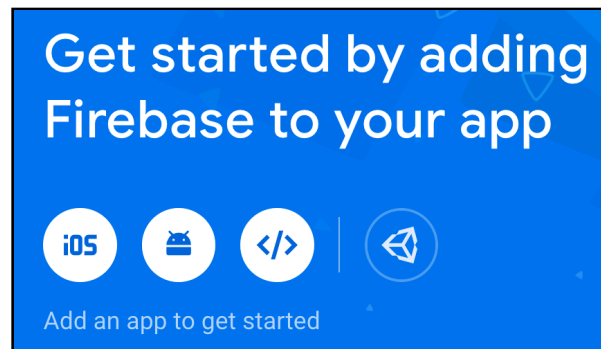 Get started by adding
Firebase to your app
iOS </>
Add an app to get started